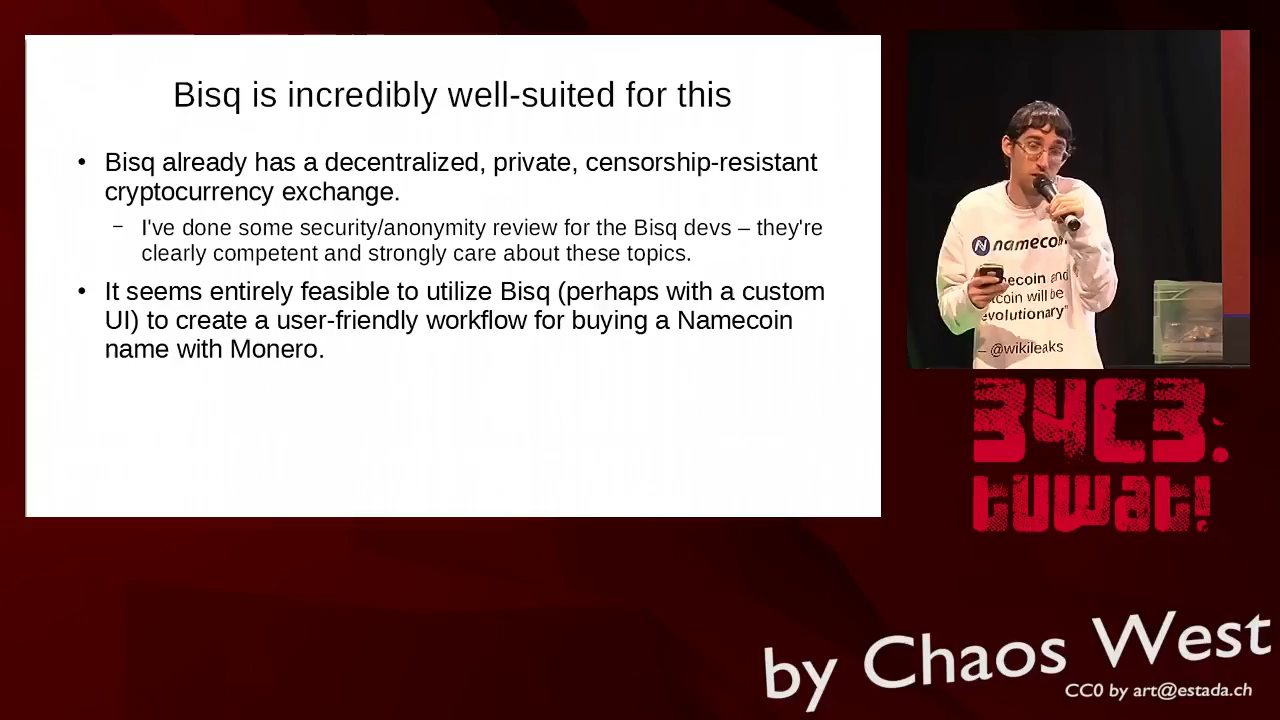 Bisq is incredibly well-suited for this
• Bisq already has a decentralized, private, censorship-resistant
cryptocurrency exchange.
– I've done some security/anonymity review for the Bisq devs – they're
clearly competent and strongly care about these topics.
• It seems entirely feasible to utilize Bisq (perhaps with a custom
UI) to create a user-friendly workflow for buying a Namecoin
name with Monero.
namecoin
and
will be
– @wikileaks
34C3:
tuwat!
by Chaos West
CC0 by art@estada.ch